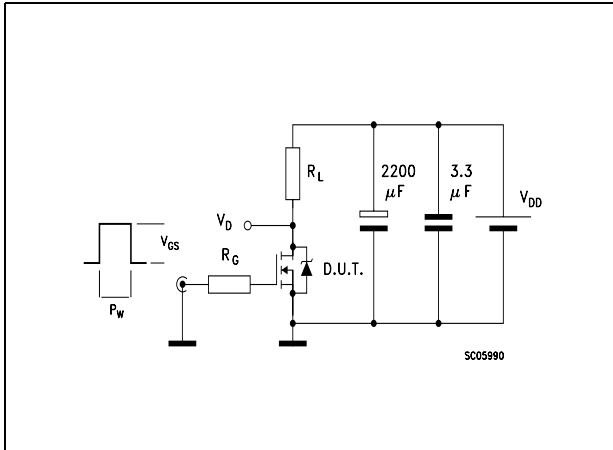 R_L
2200
μF
3.3
μF
V_DD
V_D
V_GS
R_G
D.U.T.
P_W
SC05990